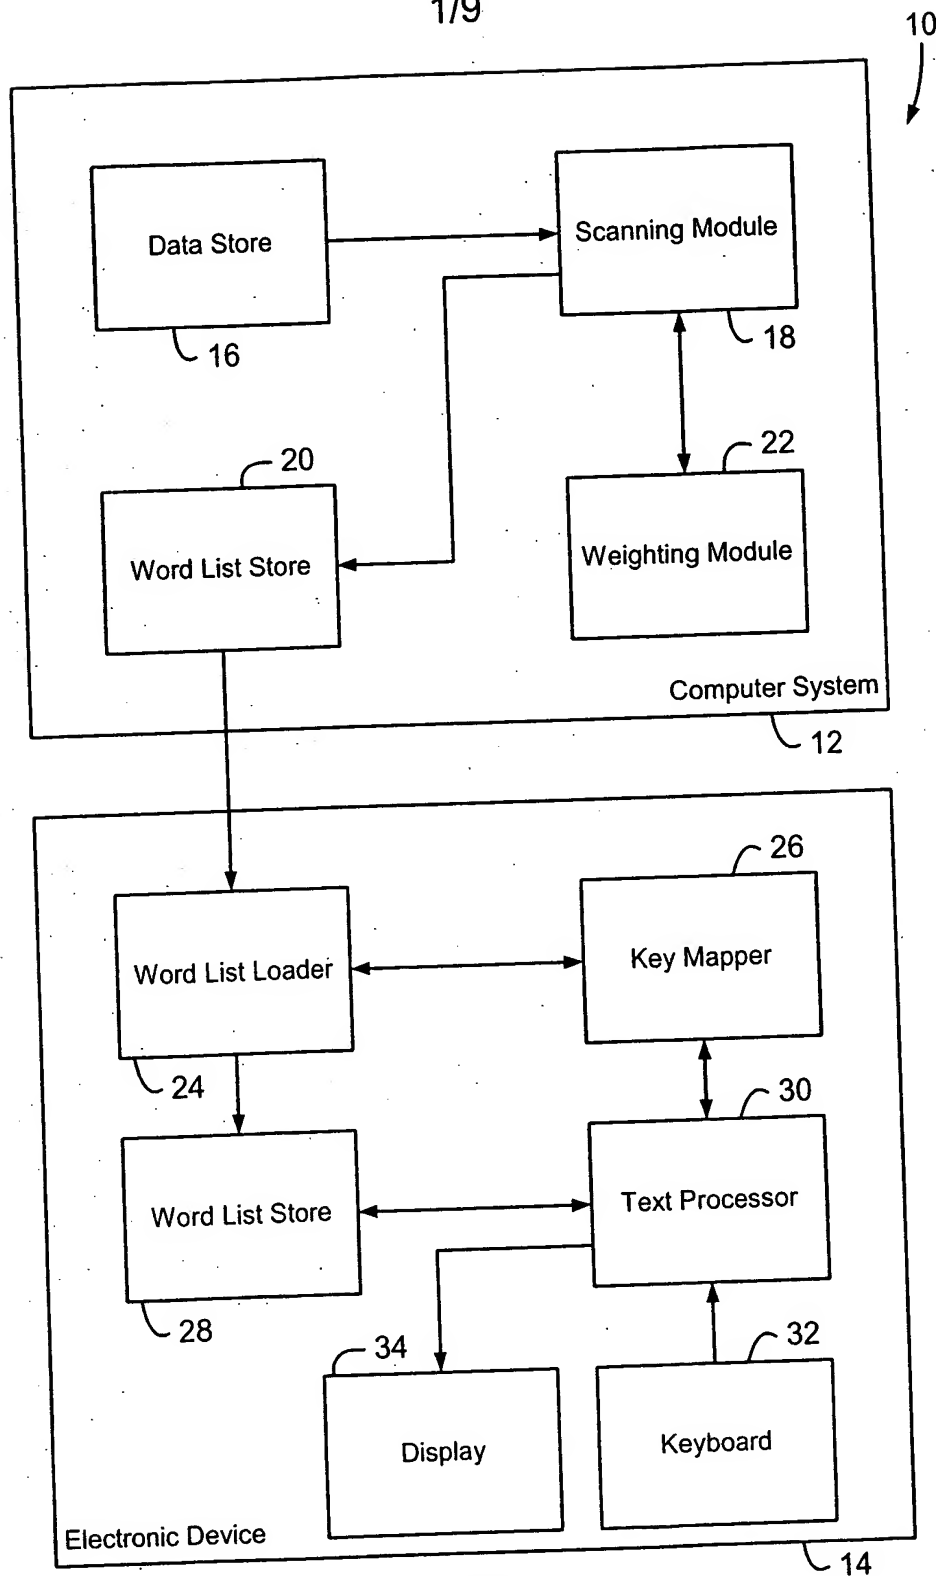 1/9
10
Data Store
Scanning Module
16
18
20
22
Word List Store
Weighting Module
Computer System
12
26
Word List Loader
Key Mapper
24
30
Word List Store
Text Processor
28
34
32
Display
Keyboard
Electronic Device
14